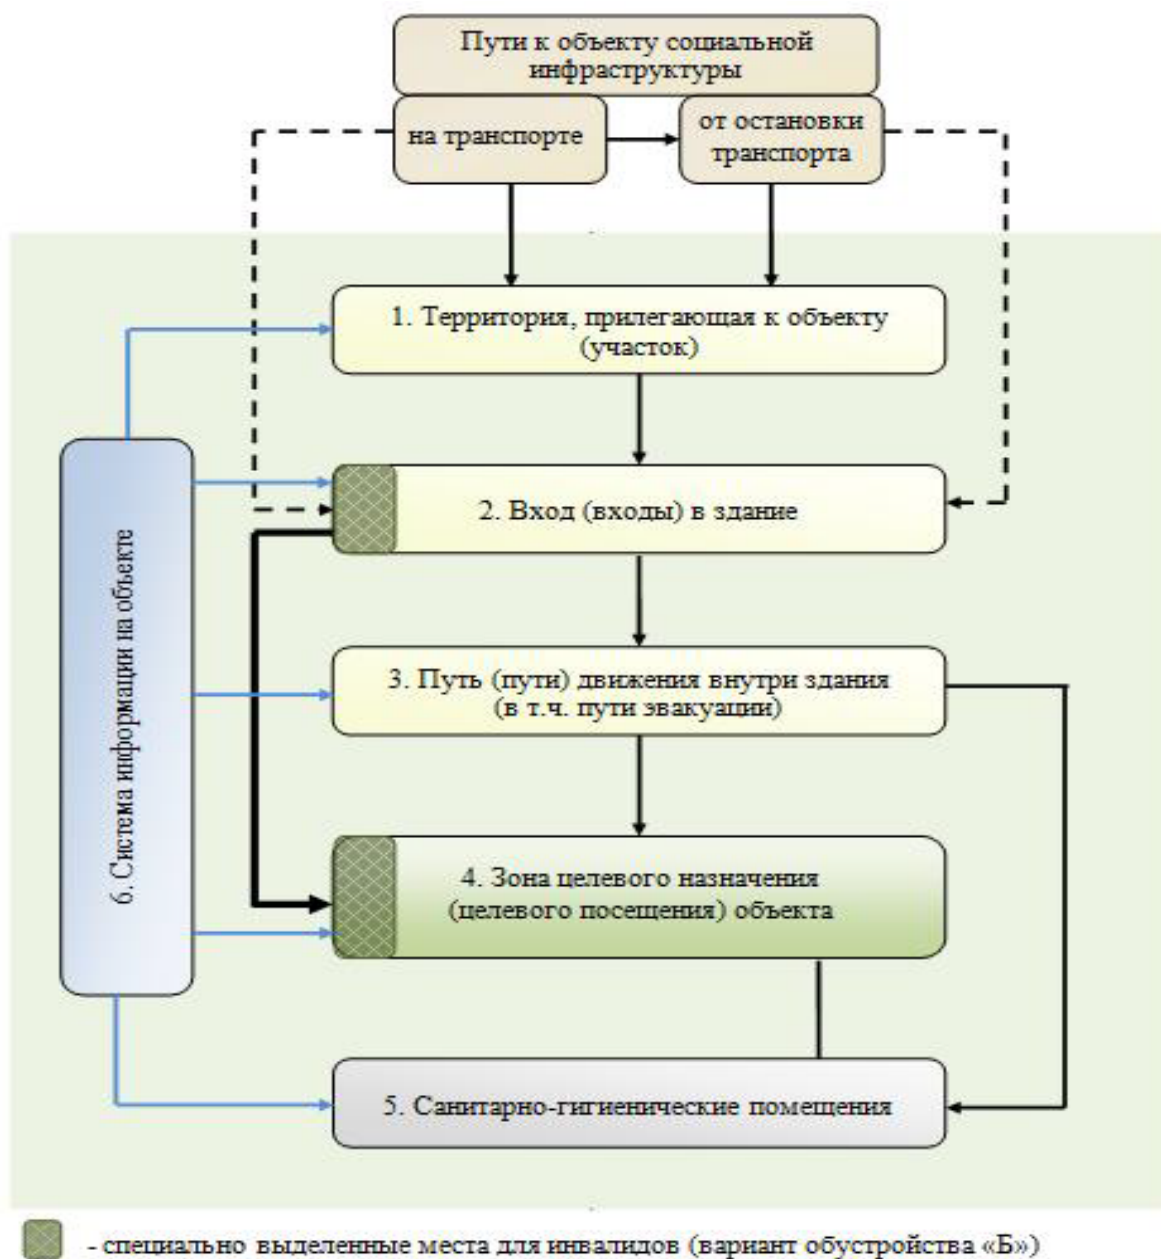 Пути к объекту социальной
инфраструктуры
на транспорте
от остановки
транспорта
1. Территория, прилегающая к объекту
(участок)
2. Вход (входы) в здание
3. Путь (пути) движения внутри здания
(в т.ч. пути эвакуации)
4. Зона целевого назначения
(целевого посещения) объекта
5. Санитарно-гигиенические помещения
6. Система информации на объекте
- специально выделенные места для инвалидов (вариант обустройства «Б»)